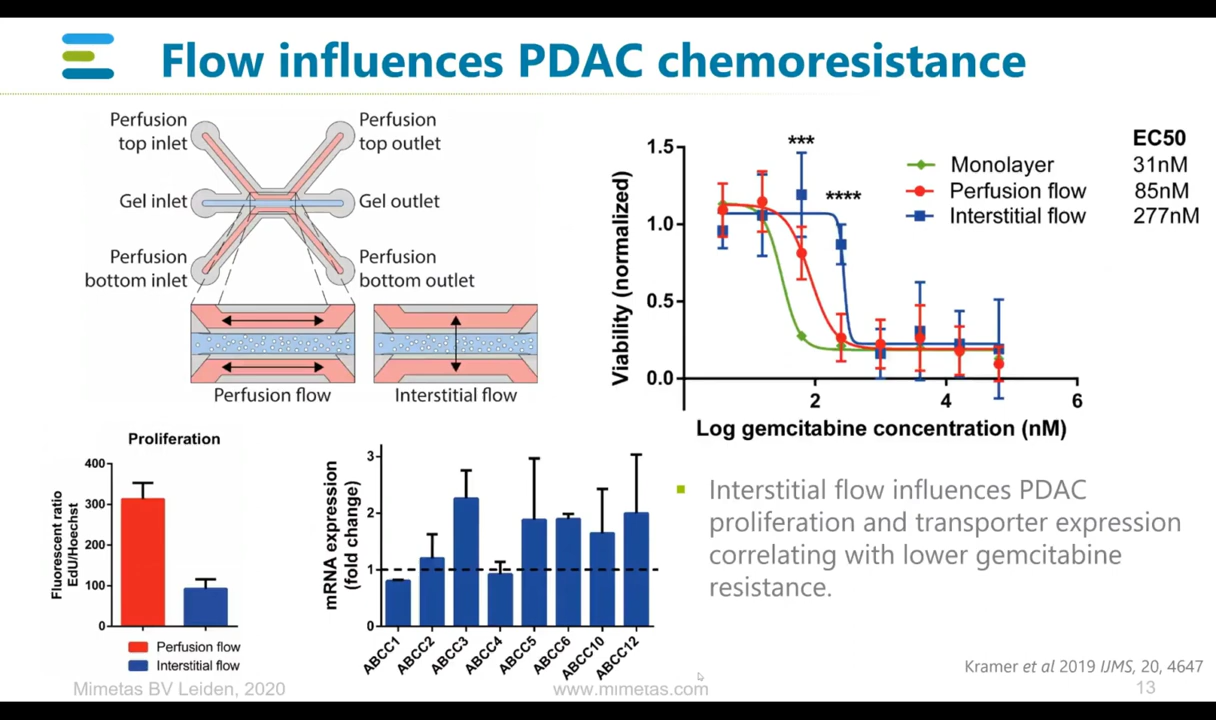 Flow influences PDAC chemoresistance
Perfusion
top inlet
Perfusion
top outlet
Gel inlet
Gel outlet
Perfusion
bottom inlet
Perfusion
bottom outlet
Perfusion flow
Interstitial flow
EC50
Monolayer 31nM
Perfusion flow 85nM
Interstitial flow 277nM
***
****
Viability (normalized)
1.5
1.0
0.5
0.0
2 4 6
Log gemcitabine concentration (nM)
Proliferation
Fluorescent ratio
EdU/Hoechst
400
300
200
100
0
Perfusion flow
Interstitial flow
mRNA expression
(fold change)
3
2
1
0
ABCC1 ABCC2 ABCC3 ABCC4 ABCC5 ABCC6 ABCC10 ABCC12
Interstitial flow influences PDAC
proliferation and transporter expression
correlating with lower gemcitabine
resistance.
Kramer et al 2019 IJMS, 20, 4647
Mimetas BV Leiden, 2020
www.mimetas.com
13